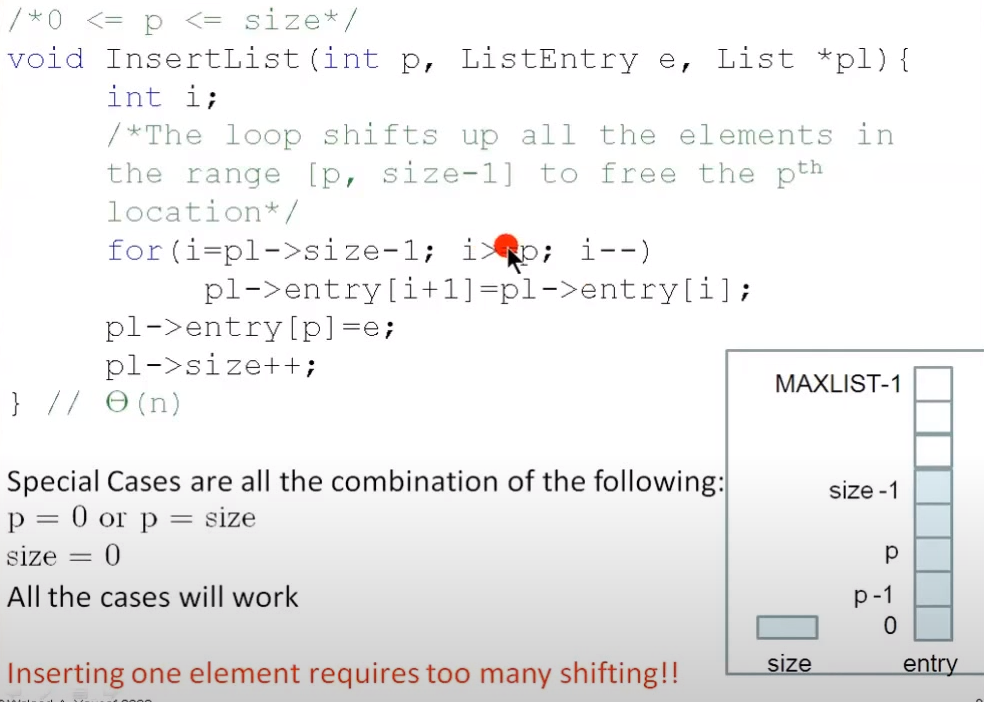 /*0 <= p <= size*/
void InsertList(int p, ListEntry e, List *pl){
int i;
/*The loop shifts up all the elements in
the range [p, size-1] to free the pth
location*/
for(i=pl->size-1; i>=p; i--)
pl->entry[i+1]=pl->entry[i];
pl->entry[p]=e;
pl->size++;
} // Θ(n)
Special Cases are all the combination of the following:
p = 0 or p = size
size = 0
All the cases will work
Inserting one element requires too many shifting!!
MAXLIST-1
size -1
p
p -1
0
size entry